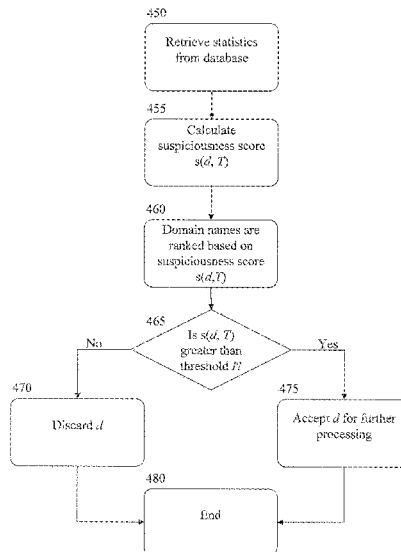 450
Retrieve statistics
from database
455
Calculate
suspiciousness score
s(d, T)
460
Domain names are
ranked based on
suspiciousness score
s(d,T)
465
Is s(d, T)
greater than
threshold
No
Yes
470
Discard d
475
Accept d for further
processing
480
End